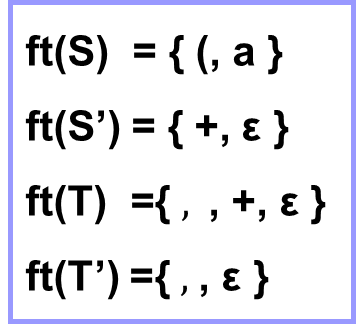 ft(S) = { (, a }
ft(S’) = { +, ε }
ft(T) ={ , , +, ε }
ft(T’) ={ , , ε }